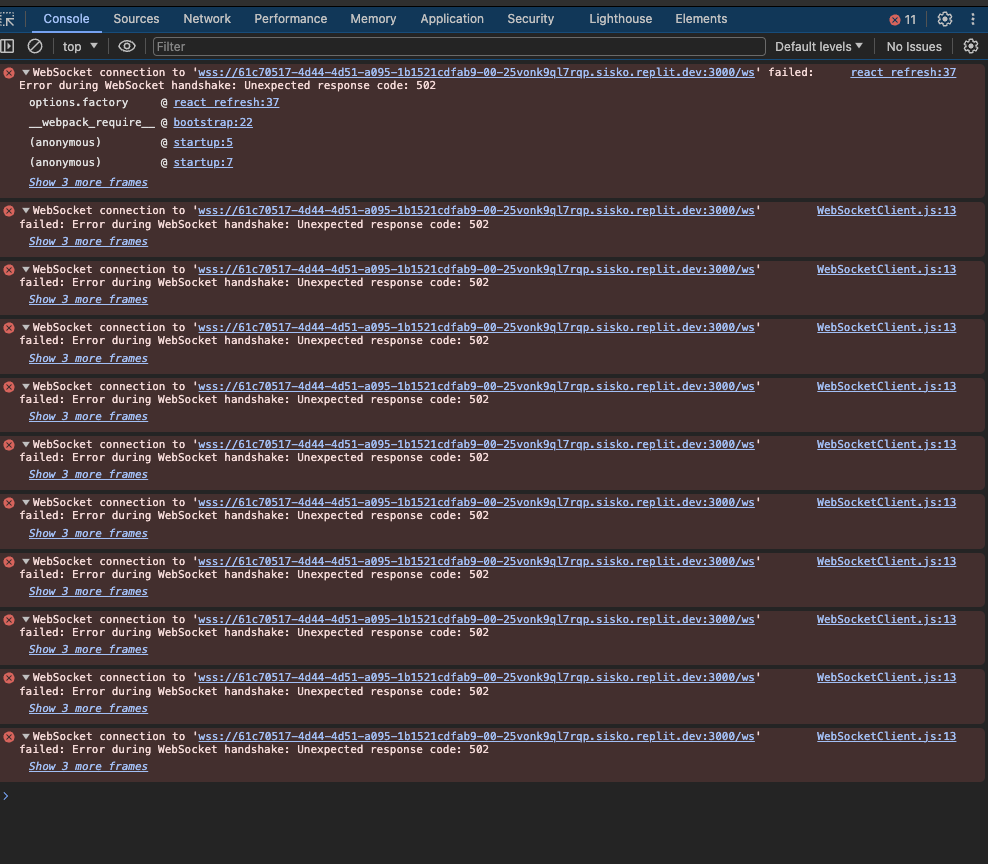 Console Sources Network Performance Memory Application Security Lighthouse Elements 11
top Filter Default levels No Issues
WebSocket connection to 'wss://61c70517-4d44-4d51-a095-1b1521cdfab9-00-25vonk9ql7rqp.sisko.replit.dev:3000/ws' failed: react refresh:37
Error during WebSocket handshake: Unexpected response code: 502
options.factory @ react refresh:37
__webpack_require__ @ bootstrap:22
(anonymous) @ startup:5
(anonymous) @ startup:7
Show 3 more frames
WebSocket connection to 'wss://61c70517-4d44-4d51-a095-1b1521cdfab9-00-25vonk9ql7rqp.sisko.replit.dev:3000/ws' WebSocketClient.js:13
failed: Error during WebSocket handshake: Unexpected response code: 502
Show 3 more frames
WebSocket connection to 'wss://61c70517-4d44-4d51-a095-1b1521cdfab9-00-25vonk9ql7rqp.sisko.replit.dev:3000/ws' WebSocketClient.js:13
failed: Error during WebSocket handshake: Unexpected response code: 502
Show 3 more frames
WebSocket connection to 'wss://61c70517-4d44-4d51-a095-1b1521cdfab9-00-25vonk9ql7rqp.sisko.replit.dev:3000/ws' WebSocketClient.js:13
failed: Error during WebSocket handshake: Unexpected response code: 502
Show 3 more frames
WebSocket connection to 'wss://61c70517-4d44-4d51-a095-1b1521cdfab9-00-25vonk9ql7rqp.sisko.replit.dev:3000/ws' WebSocketClient.js:13
failed: Error during WebSocket handshake: Unexpected response code: 502
Show 3 more frames
WebSocket connection to 'wss://61c70517-4d44-4d51-a095-1b1521cdfab9-00-25vonk9ql7rqp.sisko.replit.dev:3000/ws' WebSocketClient.js:13
failed: Error during WebSocket handshake: Unexpected response code: 502
Show 3 more frames
WebSocket connection to 'wss://61c70517-4d44-4d51-a095-1b1521cdfab9-00-25vonk9ql7rqp.sisko.replit.dev:3000/ws' WebSocketClient.js:13
failed: Error during WebSocket handshake: Unexpected response code: 502
Show 3 more frames
WebSocket connection to 'wss://61c70517-4d44-4d51-a095-1b1521cdfab9-00-25vonk9ql7rqp.sisko.replit.dev:3000/ws' WebSocketClient.js:13
failed: Error during WebSocket handshake: Unexpected response code: 502
Show 3 more frames
WebSocket connection to 'wss://61c70517-4d44-4d51-a095-1b1521cdfab9-00-25vonk9ql7rqp.sisko.replit.dev:3000/ws' WebSocketClient.js:13
failed: Error during WebSocket handshake: Unexpected response code: 502
Show 3 more frames
WebSocket connection to 'wss://61c70517-4d44-4d51-a095-1b1521cdfab9-00-25vonk9ql7rqp.sisko.replit.dev:3000/ws' WebSocketClient.js:13
failed: Error during WebSocket handshake: Unexpected response code: 502
Show 3 more frames
WebSocket connection to 'wss://61c70517-4d44-4d51-a095-1b1521cdfab9-00-25vonk9ql7rqp.sisko.replit.dev:3000/ws' WebSocketClient.js:13
failed: Error during WebSocket handshake: Unexpected response code: 502
Show 3 more frames